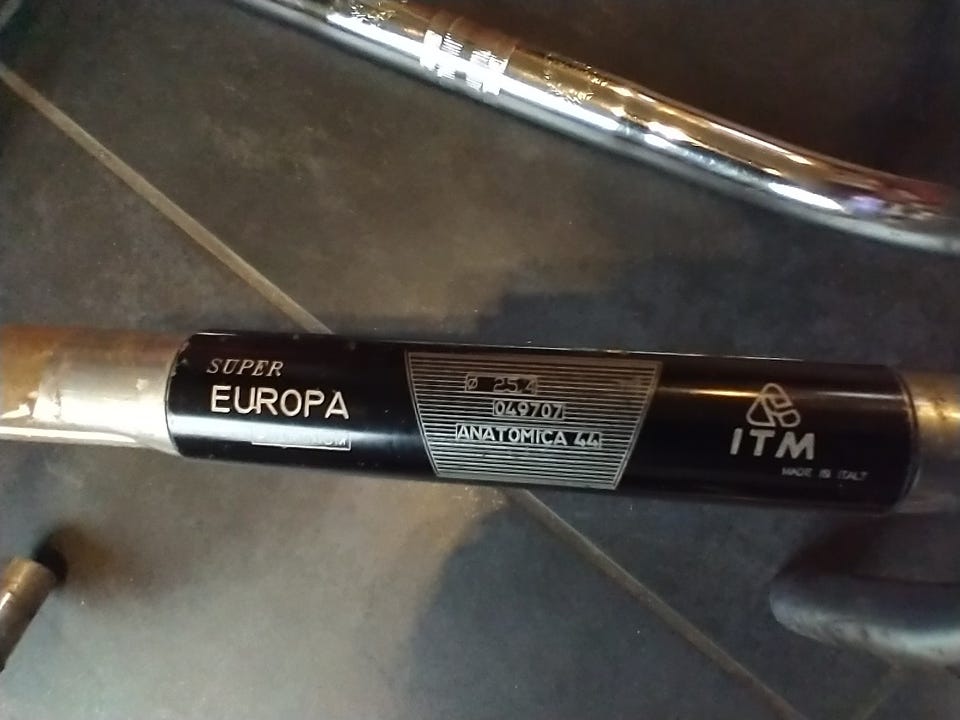 SUPER
EUROPA
Ø 25,4
049707
ANATOMICA 44
ITM
MADE IN ITALY